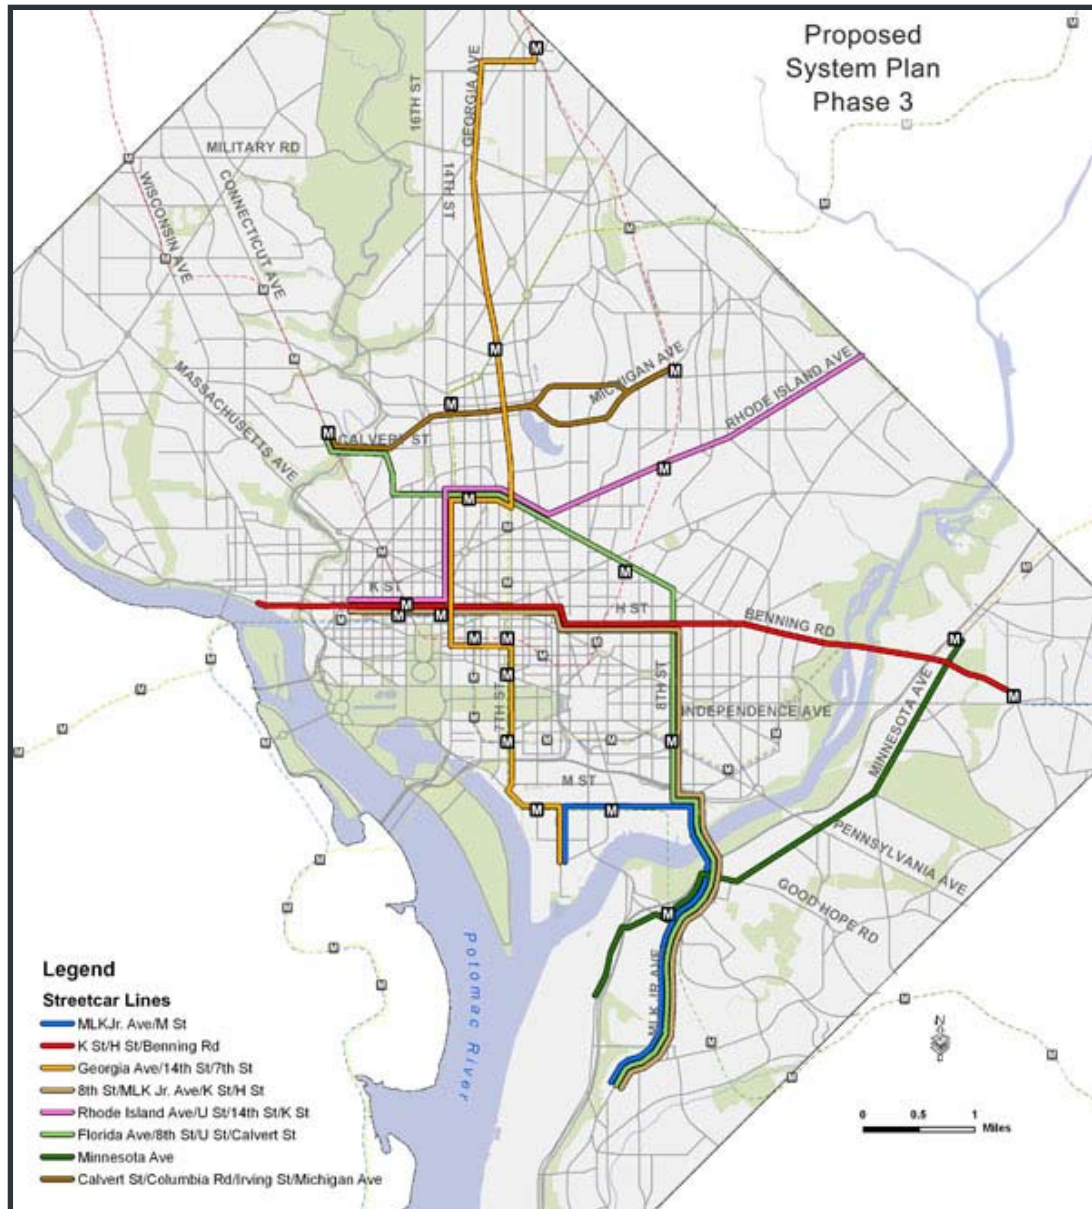 Proposed
System Plan
Phase 3
16TH ST
GEORGIA AVE
14TH ST
MILITARY RD
WISCONSIN AVE
CONNECTICUT AVE
MASSACHUSETTS AVE
MICHIGAN AVE
RHODE ISLAND AVE
CALVERT ST
K ST
H ST
BENNING RD
8TH ST
INDEPENDENCE AVE
7TH ST
MINNESOTA AVE
M ST
PENNSYLVANIA AVE
GOOD HOPE RD
MLK JR AVE
Potomac River
Legend
Streetcar Lines
MLKJr. Ave/M St
K St/H St/Benning Rd
Georgia Ave/14th St/7th St
8th St/MLK Jr. Ave/K St/H St
Rhode Island Ave/U St/14th St/K St
Florida Ave/8th St/U St/Calvert St
Minnesota Ave
Calvert St/Columbia Rd/Irving St/Michigan Ave
N
0 0.5 1
Miles